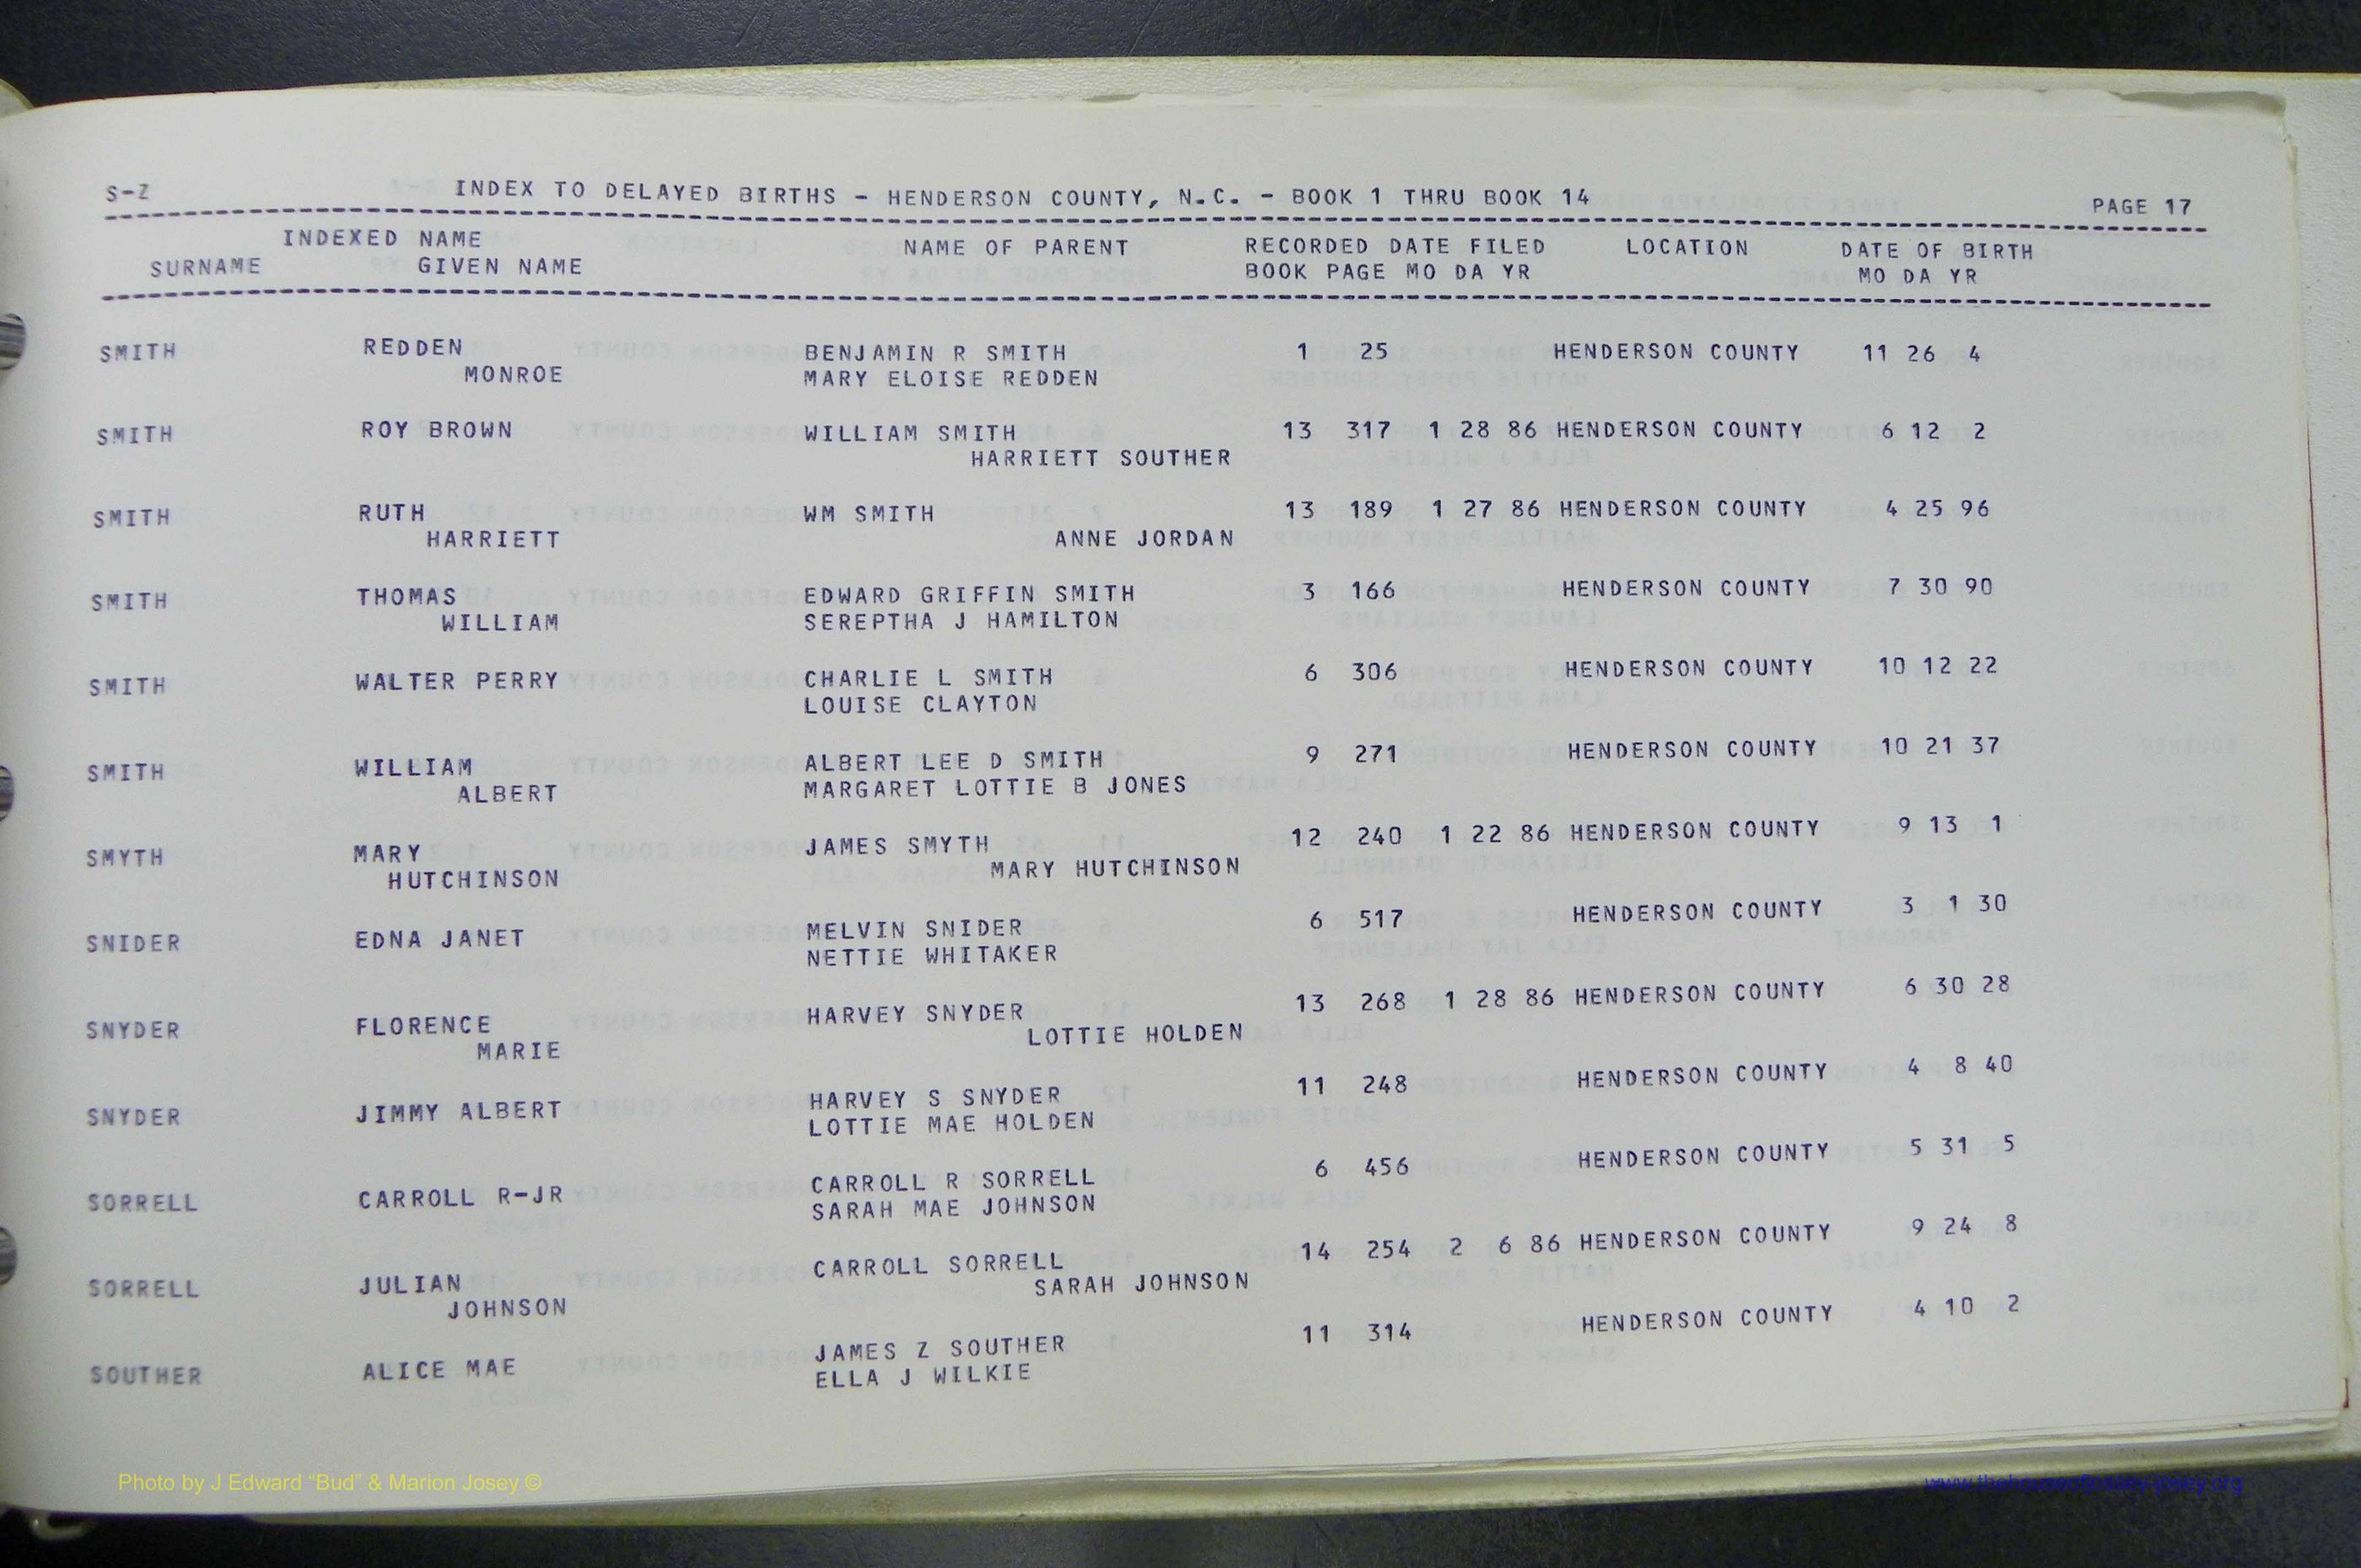 S-Z INDEX TO DELAYED BIRTHS - HENDERSON COUNTY, N.C. - BOOK 1 THRU BOOK 14 PAGE 17
INDEXED NAME NAME OF PARENT RECORDED DATE FILED LOCATION DATE OF BIRTH
SURNAME GIVEN NAME BOOK PAGE MO DA YR MO DA YR
SMITH REDDEN BENJAMIN R SMITH 1 25 HENDERSON COUNTY 11 26 4
MONROE MARY ELOISE REDDEN
SMITH ROY BROWN WILLIAM SMITH 13 317 1 28 86 HENDERSON COUNTY 6 12 2
HARRIETT SOUTHER
SMITH RUTH WM SMITH 13 189 1 27 86 HENDERSON COUNTY 4 25 96
HARRIETT ANNE JORDAN
SMITH THOMAS EDWARD GRIFFIN SMITH 3 166 HENDERSON COUNTY 7 30 90
WILLIAM SEREPTHA J HAMILTON
SMITH WALTER PERRY CHARLIE L SMITH 6 306 HENDERSON COUNTY 10 12 22
LOUISE CLAYTON
SMITH WILLIAM ALBERT LEE D SMITH 9 271 HENDERSON COUNTY 10 21 37
ALBERT MARGARET LOTTIE B JONES
SMYTH MARY JAMES SMYTH 12 240 1 22 86 HENDERSON COUNTY 9 13 1
HUTCHINSON MARY HUTCHINSON
SNIDER EDNA JANET MELVIN SNIDER 6 517 HENDERSON COUNTY 3 1 30
NETTIE WHITAKER
SNYDER FLORENCE HARVEY SNYDER 13 268 1 28 86 HENDERSON COUNTY 6 30 28
MARIE LOTTIE HOLDEN
SNYDER JIMMY ALBERT HARVEY S SNYDER 11 248 HENDERSON COUNTY 4 8 40
LOTTIE MAE HOLDEN
SORRELL CARROLL R-JR CARROLL R SORRELL 6 456 HENDERSON COUNTY 5 31 5
SARAH MAE JOHNSON
SORRELL JULIAN CARROLL SORRELL 14 254 2 6 86 HENDERSON COUNTY 9 24 8
JOHNSON SARAH JOHNSON
SOUTHER ALICE MAE JAMES Z SOUTHER 11 314 HENDERSON COUNTY 4 10 2
ELLA J WILKIE
Photo by J Edward “Bud” & Marion Josey ©